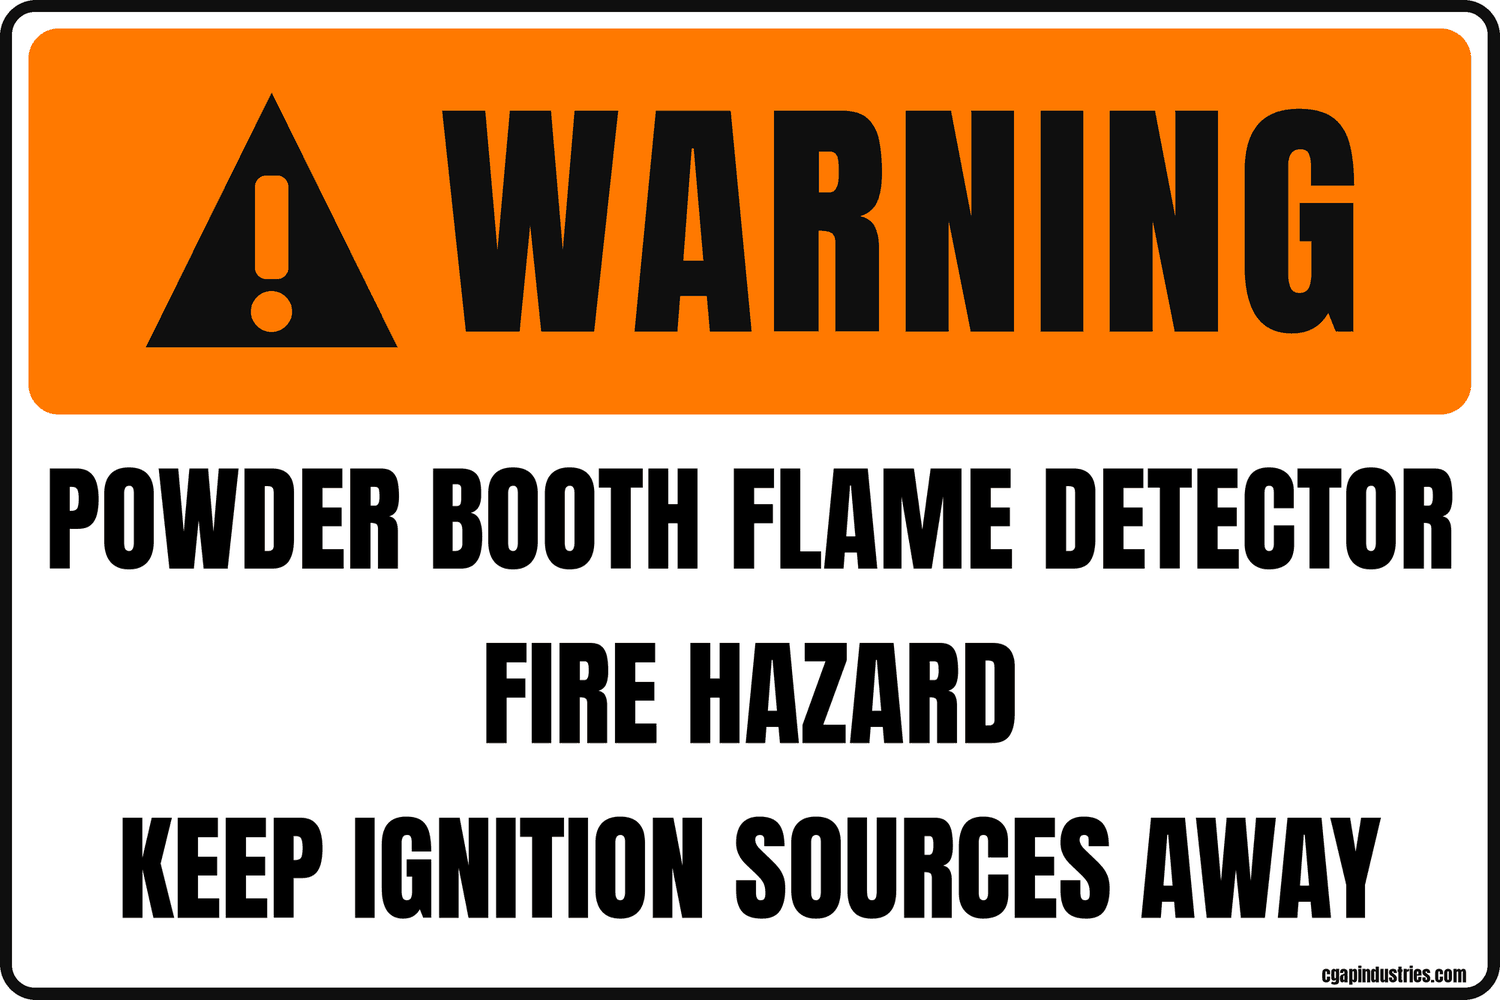 WARNING
POWDER BOOTH FLAME DETECTOR
FIRE HAZARD
KEEP IGNITION SOURCES AWAY
cgapindustries.com